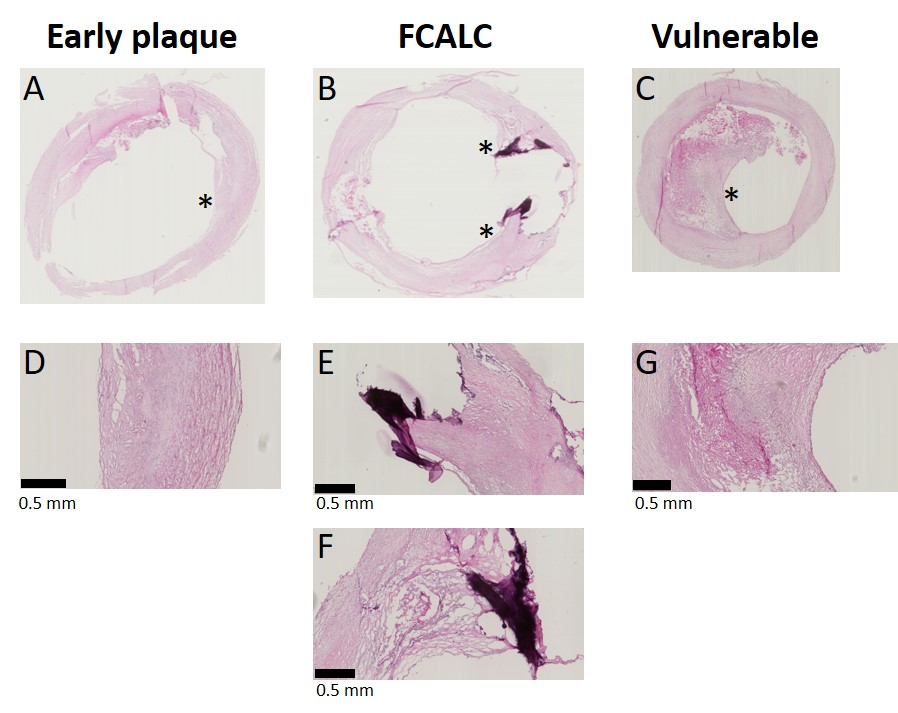 Early plaque FCALC Vulnerable
A B C
*
*
*
*
D E G
0.5 mm 0.5 mm 0.5 mm
F
0.5 mm